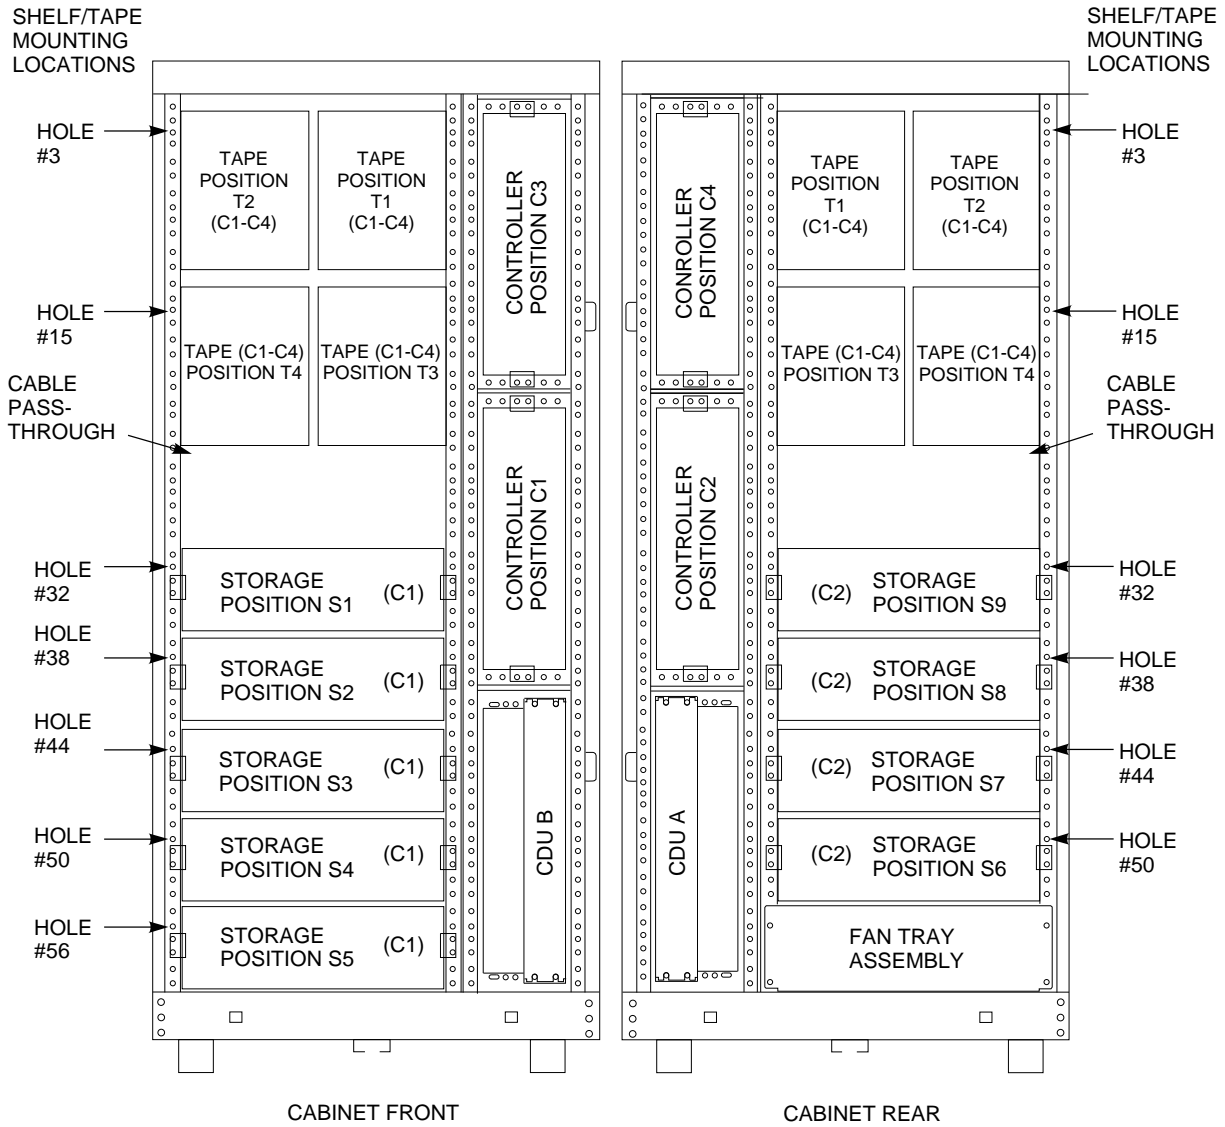 SHELF/TAPE
MOUNTING
LOCATIONS
HOLE
#3
HOLE
#15
CABLE
PASS-
THROUGH
HOLE
#32
HOLE
#38
HOLE
#44
HOLE
#50
HOLE
#56
TAPE
POSITION
T2
(C1-C4)
TAPE
POSITION
T1
(C1-C4)
TAPE (C1-C4)
POSITION T4
TAPE (C1-C4)
POSITION T3
CONTROLLER
POSITION C3
CONTROLLER
POSITION C1
STORAGE
POSITION S1
(C1)
STORAGE
POSITION S2
(C1)
STORAGE
POSITION S3
(C1)
STORAGE
POSITION S4
(C1)
STORAGE
POSITION S5
(C1)
CDU B
CABINET FRONT
CONROLLER
POSITION C4
CONTROLLER
POSITION C2
CDU A
TAPE
POSITION
T1
(C1-C4)
TAPE
POSITION
T2
(C1-C4)
TAPE (C1-C4)
POSITION T3
TAPE (C1-C4)
POSITION T4
(C2)
STORAGE
POSITION S9
(C2)
STORAGE
POSITION S8
(C2)
STORAGE
POSITION S7
(C2)
STORAGE
POSITION S6
FAN TRAY
ASSEMBLY
CABINET REAR
SHELF/TAPE
MOUNTING
LOCATIONS
HOLE
#3
HOLE
#15
CABLE
PASS-
THROUGH
HOLE
#32
HOLE
#38
HOLE
#44
HOLE
#50